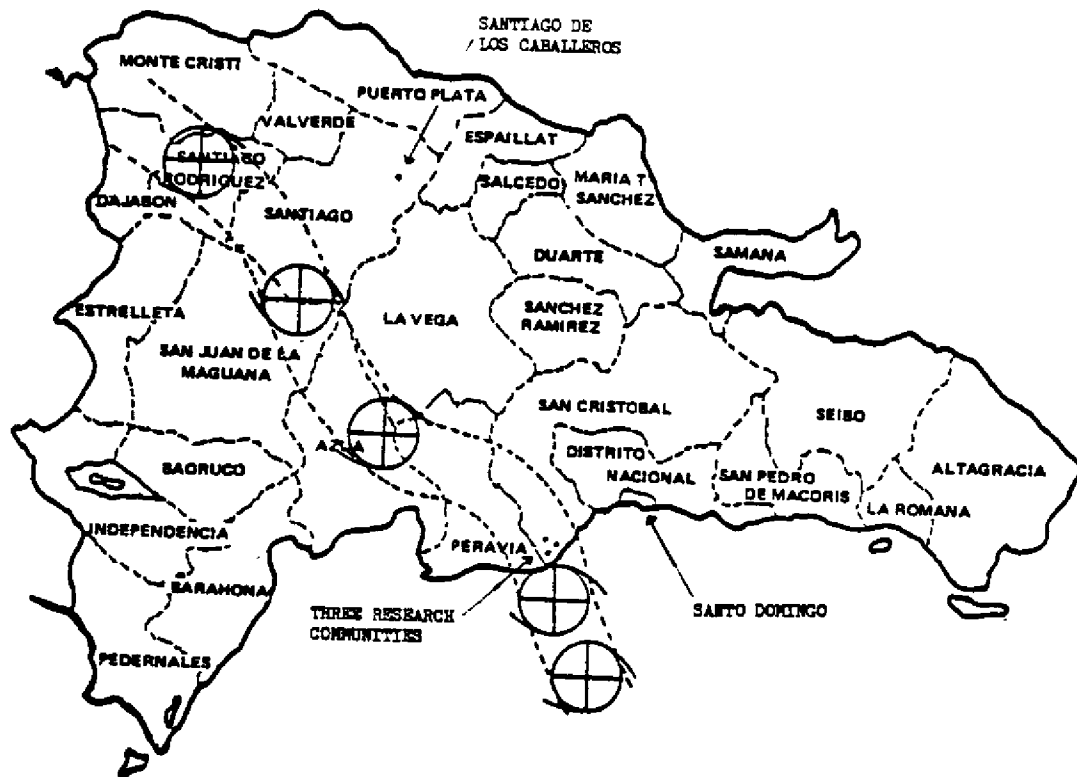 SANTIAGO DE
LOS CABALLEROS
MONTE CRISTI
PUERTO PLATA
VALVERDE
ESPAILLAT
SANTIAGO
RODRIGUEZ
SALCEDO
MARIA T
SANCHEZ
DAJABON
SANTIAGO
DUARTE
SAMANA
ESTRELLETA
LA VEGA
SANCHEZ
RAMIREZ
SAN JUAN DE LA
MAGUANA
SAN CRISTOBAL
SEIBO
AZUA
DISTRITO
NACIONAL
BAORUCO
SAN PEDRO
DE MACORIS
ALTAGRACIA
LA ROMANA
INDEPENDENCIA
PERAVIA
BARAHONA
THREE RESEARCH
COMMUNITIES
SANTO DOMINGO
PEDERNALES